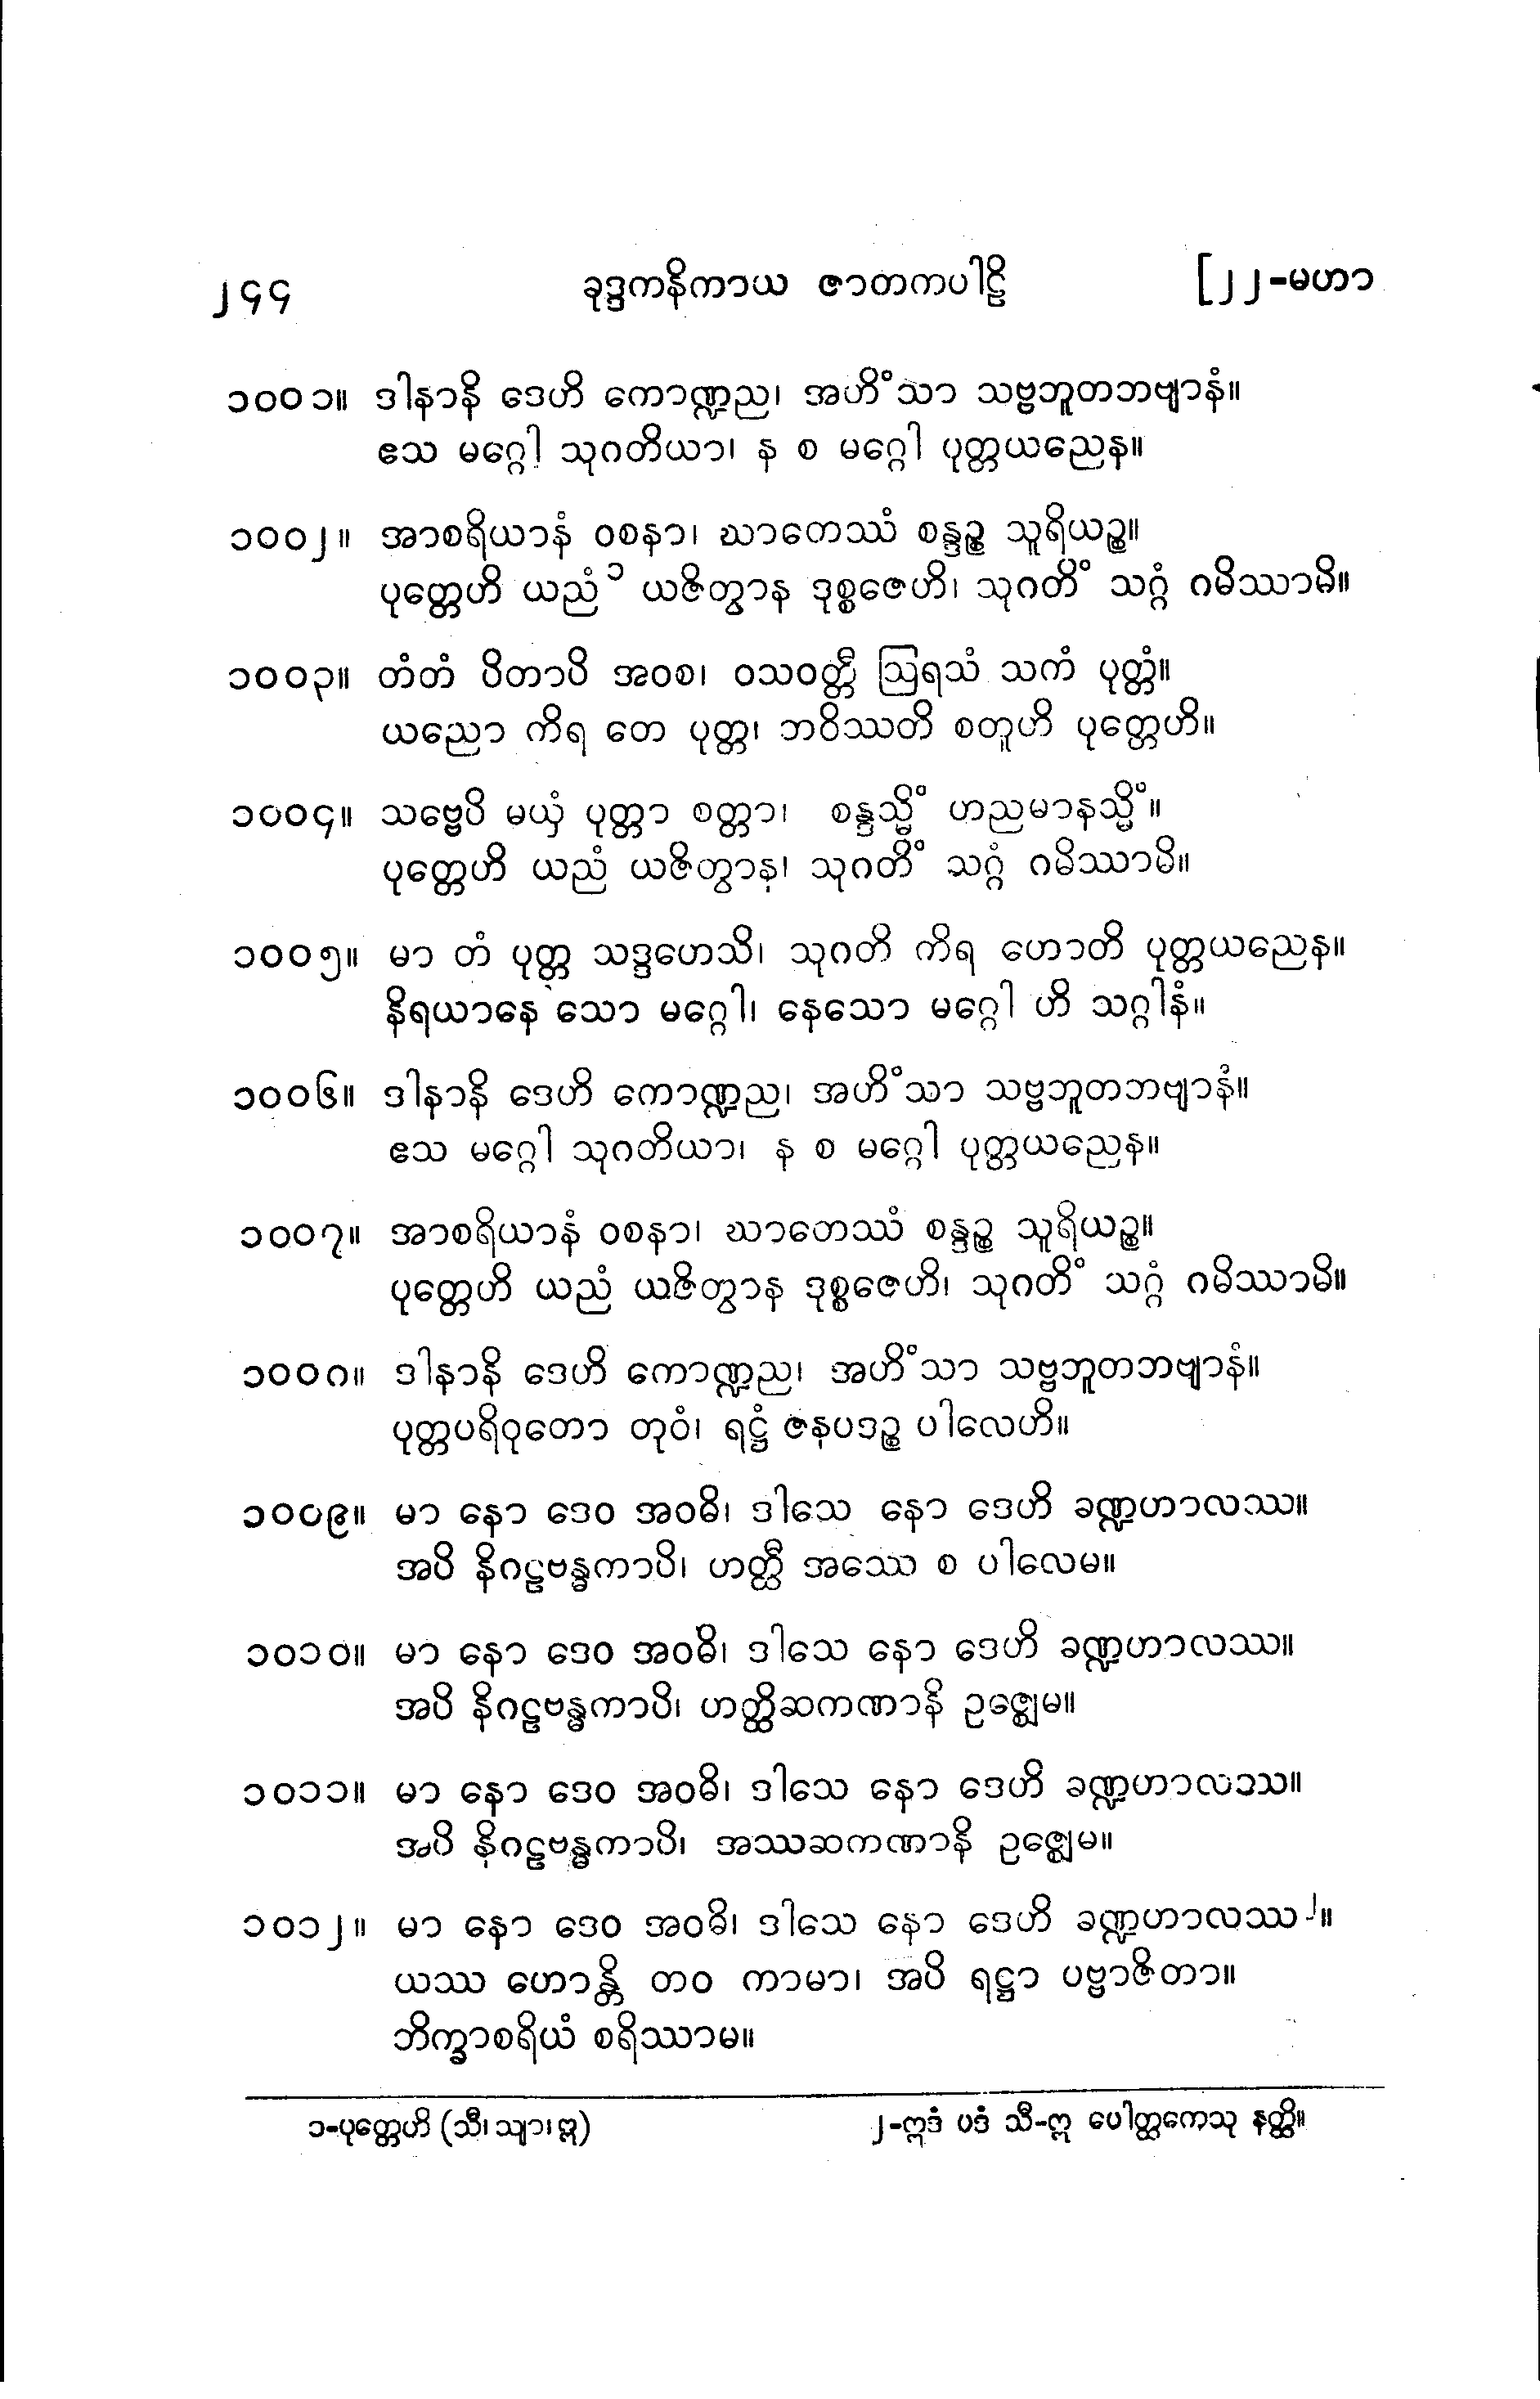 ၂၄၄ ခုဒ္ဒကနိကာယ ဇာတကပါဠိ [၂၂-မဟာ
၁၀၀၁။ ဒါနာနိ ဒေဟိ ကောဏ္ဍည၊ အဟိံသာ သဗ္ဗဘူတဘဗျာနံ။
ဧသ မဂ္ဂေါ သုဂတိယာ၊ န စ မဂ္ဂေါ ပုတ္တယညေန။
၁၀၀၂။ အာစရိယာနံ ဝစနာ၊ ဃာတေဿံ စန္ဒဉ္စ သူရိယဉ္စ။
ပုတ္တေဟိ ယညံ ၁ ယဇိတွာန ဒုစ္စဇေဟိ၊ သုဂတိံ သဂ္ဂံ ဂမိဿာမိ။
၁၀၀၃။ တံတံ ပိတာပိ အဝစ၊ ဝသဝတ္တီ ဩရသံ သကံ ပုတ္တံ။
ယညော ကိရ တေ ပုတ္တ၊ ဘဝိဿတိ စတူဟိ ပုတ္တေဟိ။
၁၀၀၄။ သဗ္ဗေပိ မယှံ ပုတ္တာ စတ္တာ၊ စန္ဒသ္မိံ ဟညမာနသ္မိံ။
ပုတ္တေဟိ ယညံ ယဇိတွာန၊ သုဂတိံ သဂ္ဂံ ဂမိဿာမိ။
၁၀၀၅။ မာ တံ ပုတ္တ သဒ္ဒဟေသိ၊ သုဂတိ ကိရ ဟောတိ ပုတ္တယညေန။
နိရယာနေ သော မဂ္ဂေါ၊ နေသော မဂ္ဂေါ ဟိ သဂ္ဂါနံ။
၁၀၀၆။ ဒါနာနိ ဒေဟိ ကောဏ္ဍည၊ အဟိံသာ သဗ္ဗဘူတဘဗျာနံ။
ဧသ မဂ္ဂေါ သုဂတိယာ၊ န စ မဂ္ဂေါ ပုတ္တယညေန။
၁၀၀၇။ အာစရိယာနံ ဝစနာ၊ ဃာတေဿံ စန္ဒဉ္စ သူရိယဉ္စ။
ပုတ္တေဟိ ယညံ ယဇိတွာန ဒုစ္စဇေဟိ၊ သုဂတိံ သဂ္ဂံ ဂမိဿာမိ။
၁၀၀၈။ ဒါနာနိ ဒေဟိ ကောဏ္ဍည၊ အဟိံသာ သဗ္ဗဘူတဘဗျာနံ။
ပုတ္တပရိဝုတော တုဝံ၊ ရဋ္ဌံ ဇနပဒဉ္စ ပါလေဟိ။
၁၀၀၉။ မာ နော ဒေဝ အဝဓိ၊ ဒါသေ နော ဒေဟိ ခဏ္ဍဟာလဿ။
အပိ နိဂဠဗန္ဓကာပိ၊ ဟတ္ထီ အဿေ စ ပါလေမ။
၁၀၁၀။ မာ နော ဒေဝ အဝဓိ၊ ဒါသေ နော ဒေဟိ ခဏ္ဍဟာလဿ။
အပိ နိဂဠဗန္ဓကာပိ၊ ဟတ္ထိဆကဏာနိ ဥဇ္ဈေမ။
၁၀၁၁။ မာ နော ဒေဝ အဝဓိ၊ ဒါသေ နော ဒေဟိ ခဏ္ဍဟာလဿ။
အပိ နိဂဠဗန္ဓကာပိ၊ အဿဆကဏာနိ ဥဇ္ဈေမ။
၁၀၁၂။ မာ နော ဒေဝ အဝဓိ၊ ဒါသေ နော ဒေဟိ ခဏ္ဍဟာလဿ ၂။
ယဿ ဟောန္တိ တဝ ကာမာ၊ အပိ ရဋ္ဌာ ပဗ္ဗာဇိတာ။
ဘိက္ခာစရိယံ စရိဿာမ။
၁-ပုတ္တေဟိ (သီ၊ သျာ၊ ဣ) ၂-ဣဒံ ပဒံ သီ-ဣ ပေါတ္ထကေသု နတ္ထိ။